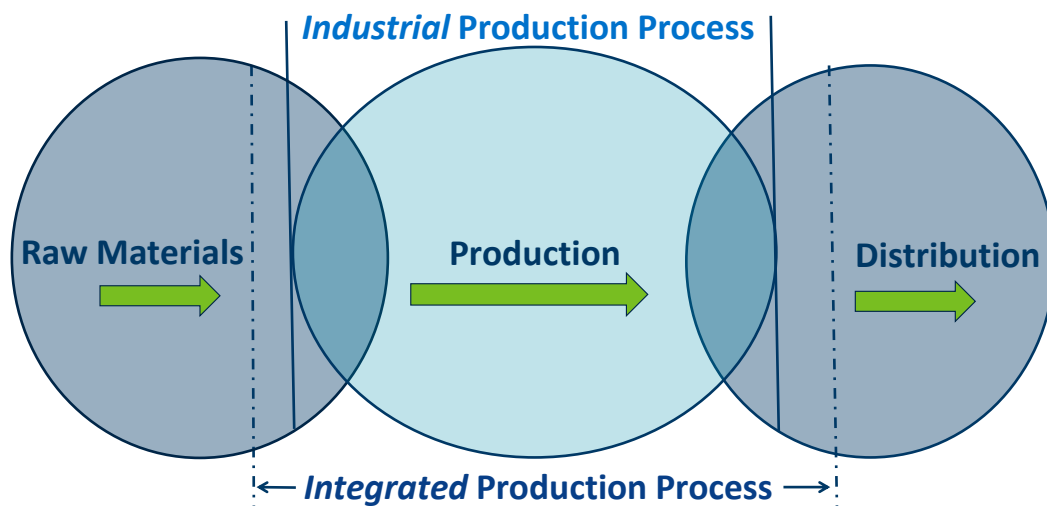 Industrial Production Process
Raw Materials
Production
Distribution
Integrated Production Process